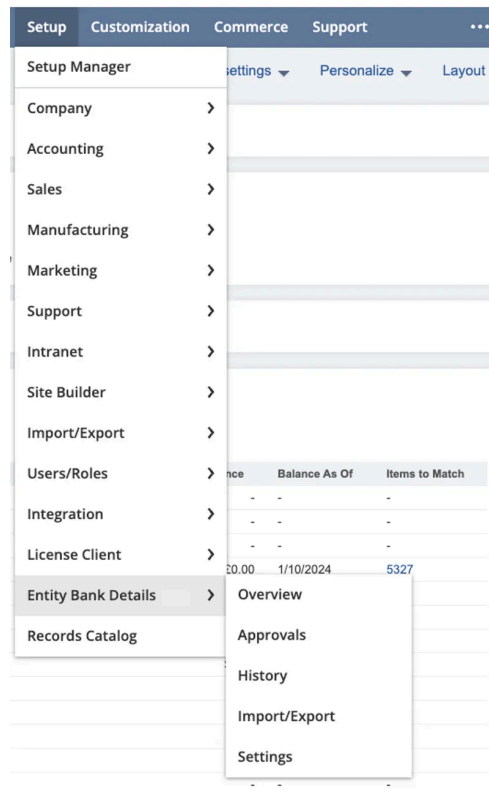 Setup Customization Commerce Support ...
Setup Manager
settings Personalize Layout
Company
Accounting
Sales
Manufacturing
Marketing
Support
Intranet
Site Builder
Import/Export
Users/Roles
nce Balance As Of Items to Match
- - -
Integration
- - -
- - -
License Client
£0.00 1/10/2024 5327
Entity Bank Details
Overview
Records Catalog
Approvals
History
Import/Export
Settings
- - -